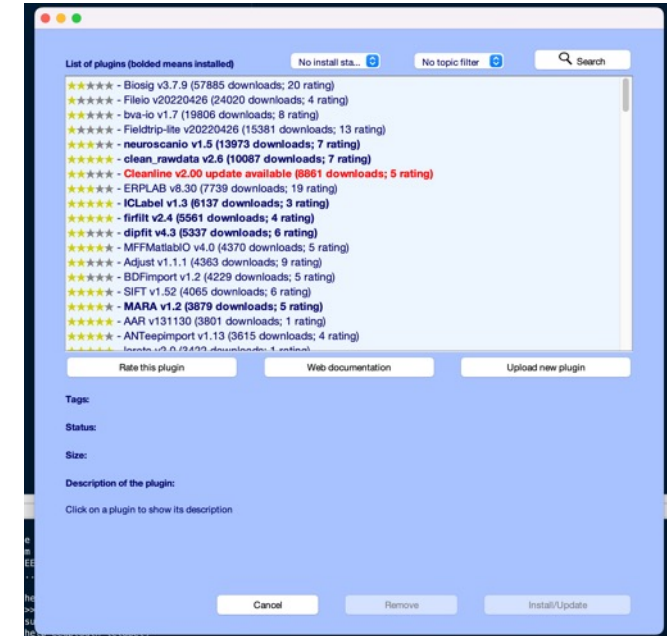 List of plugins (bolded means installed)
No install sta...
No topic filter
Search
- Biosig v3.7.9 (57885 downloads; 20 rating)
- Fileio v20220426 (24020 downloads; 4 rating)
- bva-io v1.7 (19806 downloads; 8 rating)
- Fieldtrip-lite v20220426 (15381 downloads; 13 rating)
- neuroscanio v1.5 (13973 downloads; 7 rating)
- clean_rawdata v2.6 (10087 downloads; 7 rating)
- Cleanline v2.00 update available (8861 downloads; 5 rating)
- ERPLAB v8.30 (7739 downloads; 19 rating)
- ICLabel v1.3 (6137 downloads; 3 rating)
- firfilt v2.4 (5561 downloads; 4 rating)
- dipfit v4.3 (5337 downloads; 6 rating)
- MFFMatlabIO v4.0 (4370 downloads; 5 rating)
- Adjust v1.1.1 (4363 downloads; 9 rating)
- BDFimport v1.2 (4229 downloads; 5 rating)
- SIFT v1.52 (4065 downloads; 6 rating)
- MARA v1.2 (3879 downloads; 5 rating)
- AAR v131130 (3801 downloads; 1 rating)
- ANTeepimport v1.13 (3615 downloads; 4 rating)
Rate this plugin
Web documentation
Upload new plugin
Tags:
Status:
Size:
Description of the plugin:
Click on a plugin to show its description
Cancel
Remove
Install/Update